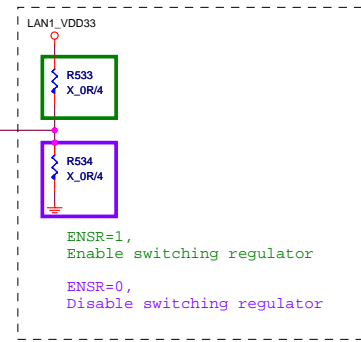 LAN1_VDD33
R533
X_0R/4
R534
X_0R/4
ENSR=1,
Enable switching regulator
ENSR=0,
Disable switching regulator